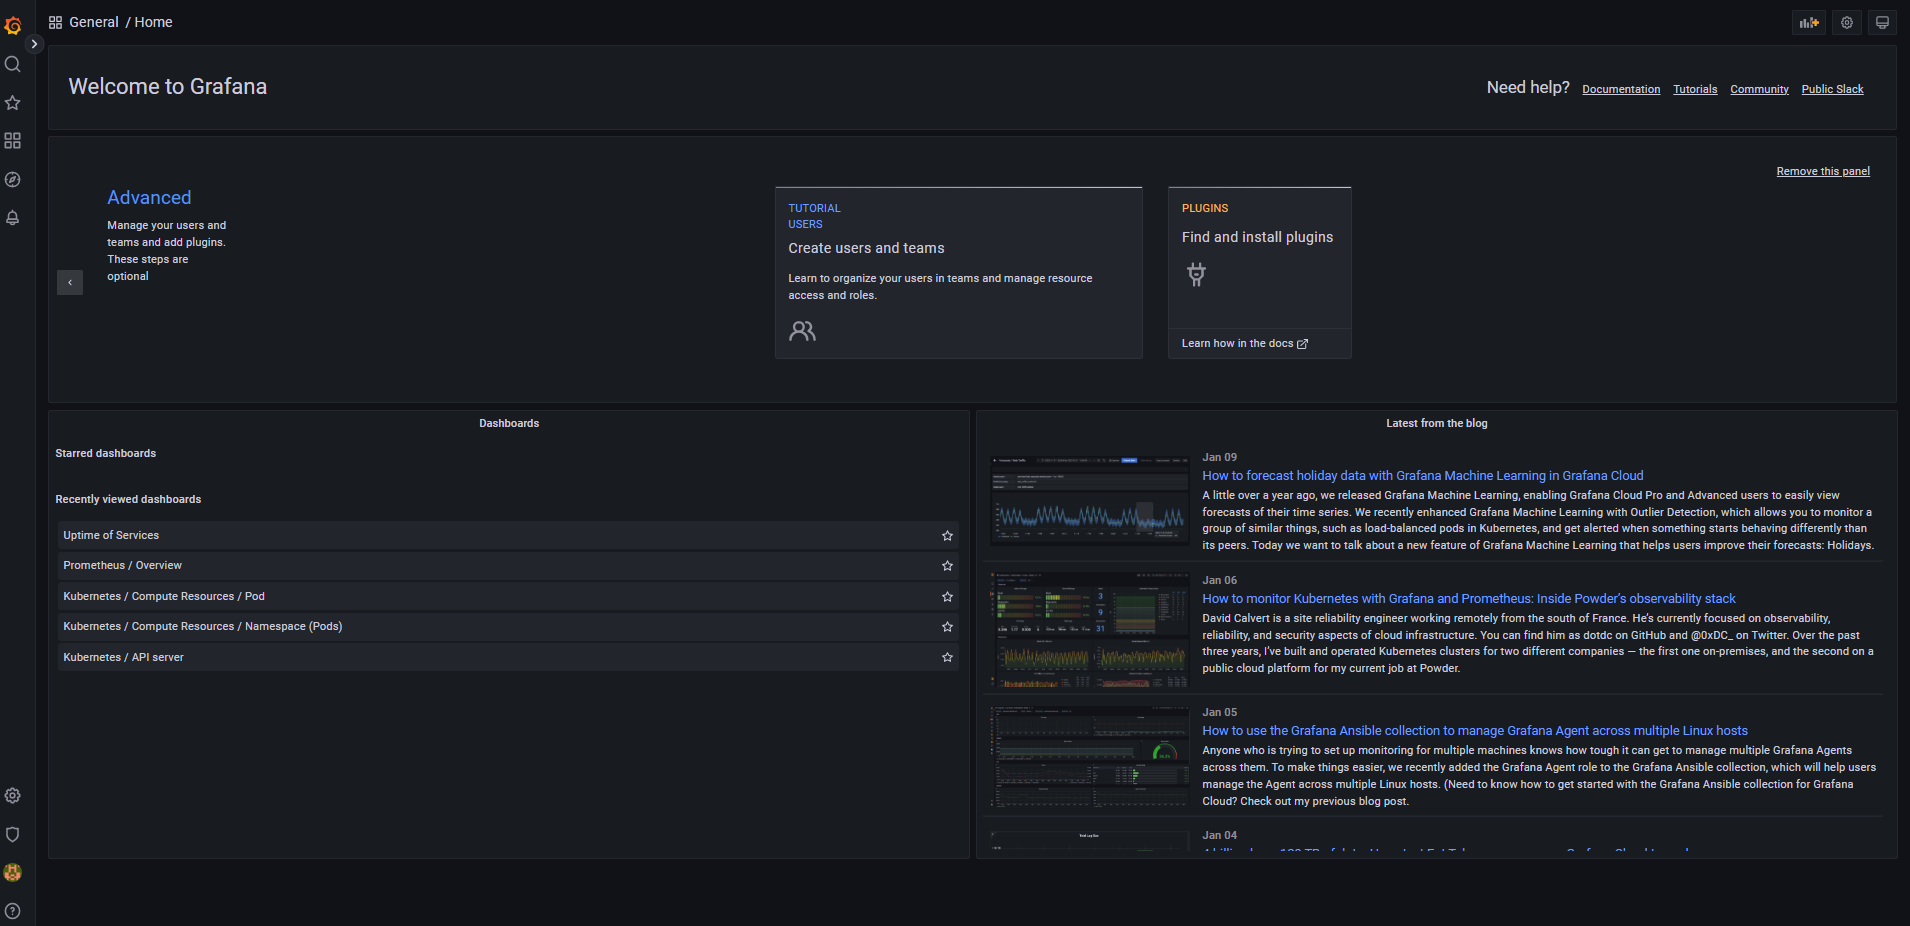 General / Home
Welcome to Grafana
Need help? Documentation Tutorials Community Public Slack
Remove this panel
Advanced
Manage your users and
teams and add plugins.
These steps are
optional
TUTORIAL
USERS
Create users and teams
Learn to organize your users in teams and manage resource
access and roles.
PLUGINS
Find and install plugins
Learn how in the docs
Dashboards
Starred dashboards
Recently viewed dashboards
Uptime of Services
Prometheus / Overview
Kubernetes / Compute Resources / Pod
Kubernetes / Compute Resources / Namespace (Pods)
Kubernetes / API server
Latest from the blog
Jan 09
How to forecast holiday data with Grafana Machine Learning in Grafana Cloud
A little over a year ago, we released Grafana Machine Learning, enabling Grafana Cloud Pro and Advanced users to easily view
forecasts of their time series. We recently enhanced Grafana Machine Learning with Outlier Detection, which allows you to monitor a
group of similar things, such as load-balanced pods in Kubernetes, and get alerted when something starts behaving differently than
its peers. Today we want to talk about a new feature of Grafana Machine Learning that helps users improve their forecasts: Holidays.
Jan 06
How to monitor Kubernetes with Grafana and Prometheus: Inside Powder's observability stack
David Calvert is a site reliability engineer working remotely from the south of France. He's currently focused on observability,
reliability, and security aspects of cloud infrastructure. You can find him as dotdc on GitHub and @0xDC_ on Twitter. Over the past
three years, I've built and operated Kubernetes clusters for two different companies — the first one on-premises, and the second on a
public cloud platform for my current job at Powder.
3
9
31
Jan 05
How to use the Grafana Ansible collection to manage Grafana Agent across multiple Linux hosts
Anyone who is trying to set up monitoring for multiple machines knows how tough it can get to manage multiple Grafana Agents
across them. To make things easier, we recently added the Grafana Agent role to the Grafana Ansible collection, which will help users
manage the Agent across multiple Linux hosts. (Need to know how to get started with the Grafana Ansible collection for Grafana
Cloud? Check out my previous blog post.
Jan 04